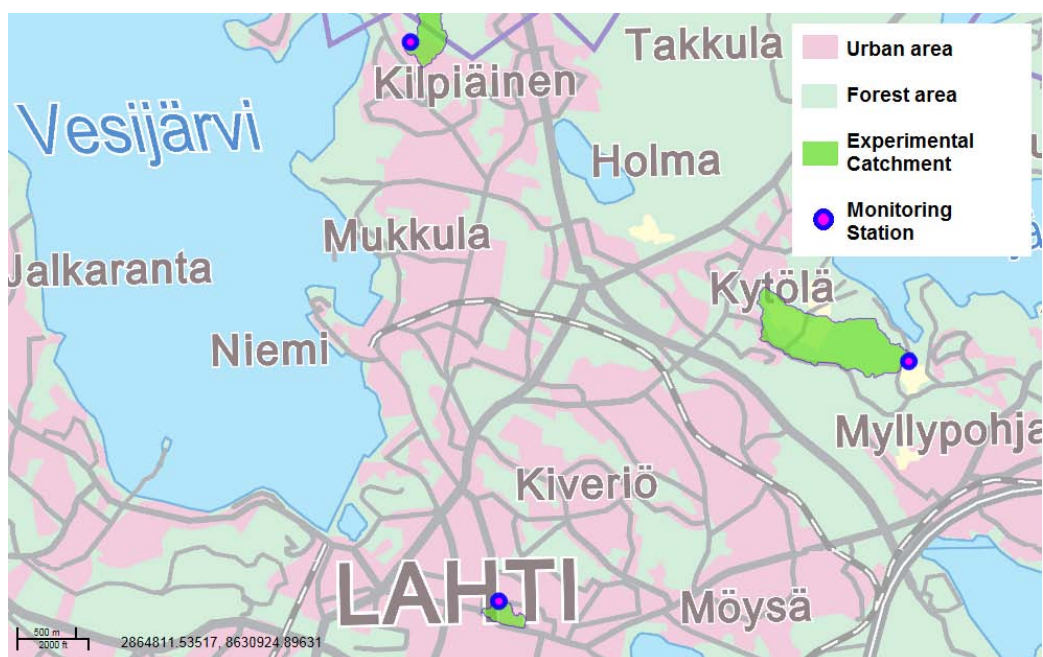 Takkula
Kilpiäinen
Vesijärvi
Holma
Mukkula
Jalkaranta
Kytölä
Niemi
Myllypohja
Kiveriö
LAHTI
Möysä
Urban area
Forest area
Experimental
Catchment
Monitoring
Station
500 m
2000 ft
2864811.53517, 8630924.89631